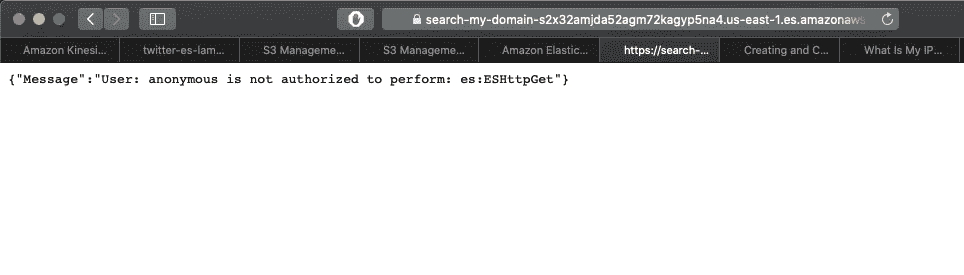 search-my-domain-s2x32amjda52agm72kagyp5na4.us-east-1.es.amazonaws
Amazon Kinesi... twitter-es-lam... S3 Manageme... S3 Manageme... Amazon Elastic... https://search-... Creating and C... What Is My IP...
{"Message":"User: anonymous is not authorized to perform: es:ESHttpGet"}